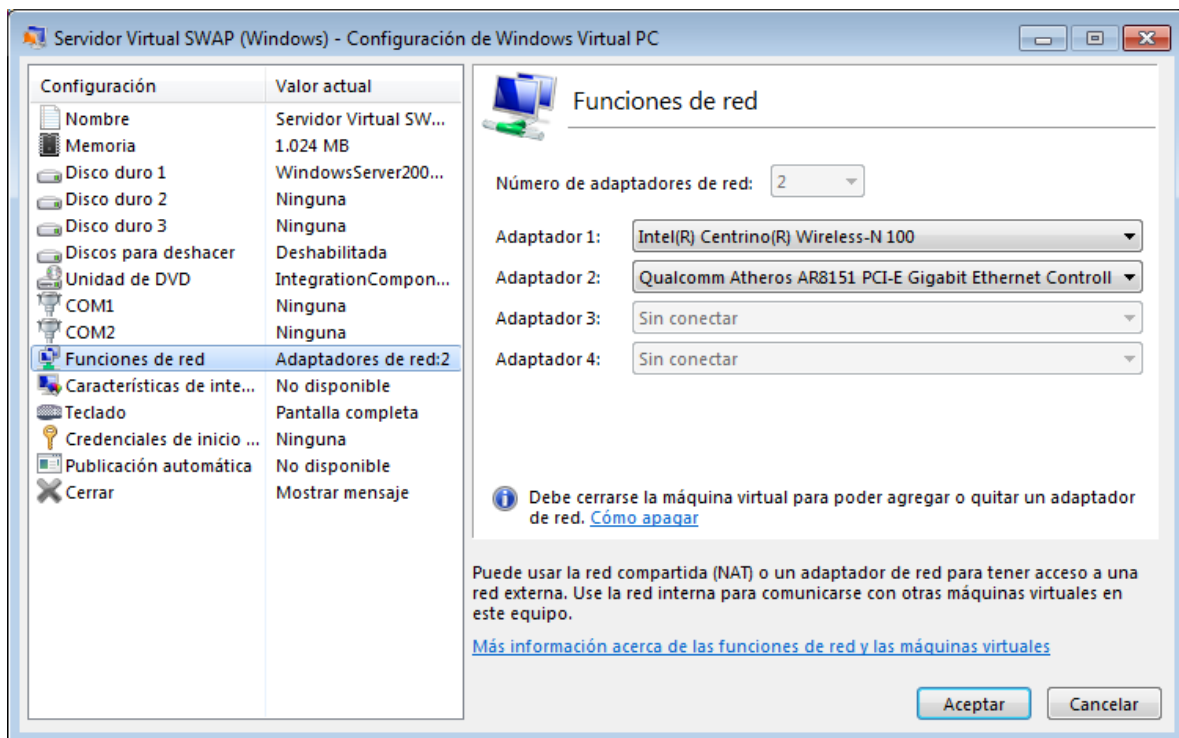 Servidor Virtual SWAP (Windows) - Configuración de Windows Virtual PC
Configuración Valor actual
Nombre Servidor Virtual SW...
Memoria 1.024 MB
Disco duro 1 WindowsServer200...
Disco duro 2 Ninguna
Disco duro 3 Ninguna
Discos para deshacer Deshabilitada
Unidad de DVD IntegrationCompon...
COM1 Ninguna
COM2 Ninguna
Funciones de red Adaptadores de red:2
Características de inte... No disponible
Teclado Pantalla completa
Credenciales de inicio ... Ninguna
Publicación automática No disponible
Cerrar Mostrar mensaje
Funciones de red
Número de adaptadores de red: 2
Adaptador 1: Intel(R) Centrino(R) Wireless-N 100
Adaptador 2: Qualcomm Atheros AR8151 PCI-E Gigabit Ethernet Controll
Adaptador 3: Sin conectar
Adaptador 4: Sin conectar
Debe cerrarse la máquina virtual para poder agregar o quitar un adaptador
de red. Cómo apagar
Puede usar la red compartida (NAT) o un adaptador de red para tener acceso a una
red externa. Use la red interna para comunicarse con otras máquinas virtuales en
este equipo.
Más información acerca de las funciones de red y las máquinas virtuales
Aceptar Cancelar